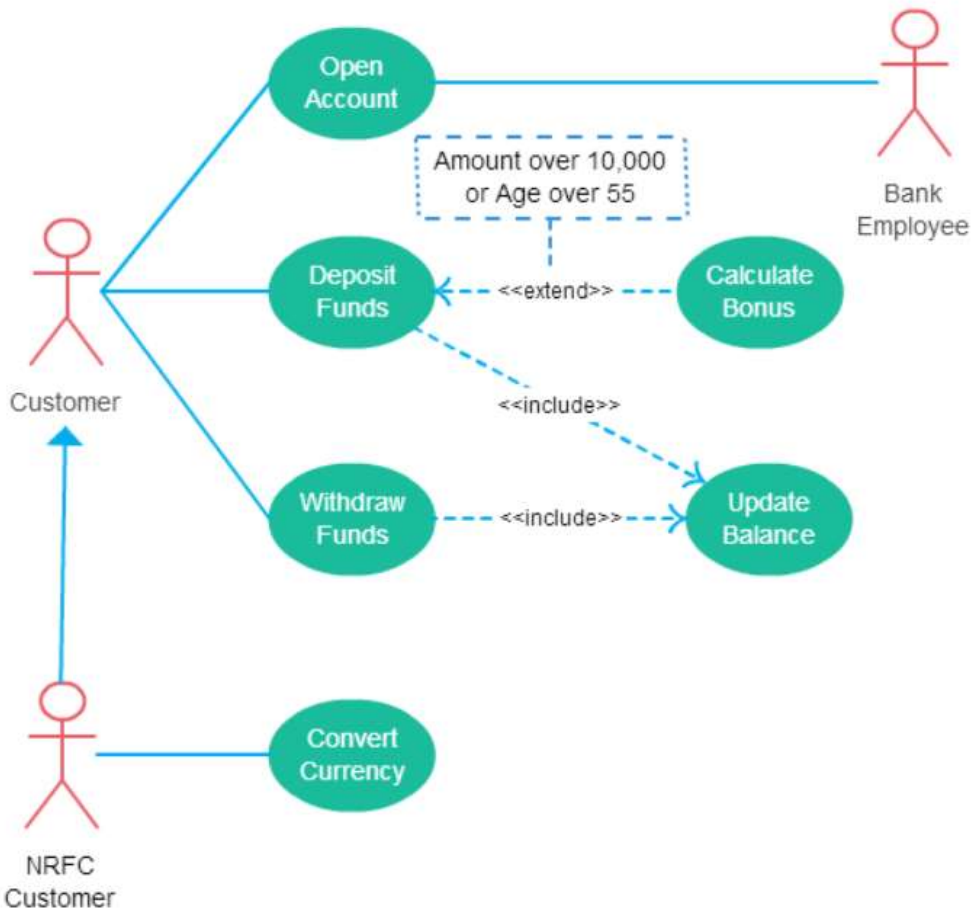 Open
Account
Amount over 10,000
or Age over 55
Bank
Employee
Deposit
Funds
<<extend>>
Calculate
Bonus
Customer
<<include>>
Withdraw
Funds
<<include>>
Update
Balance
Convert
Currency
NRFC
Customer